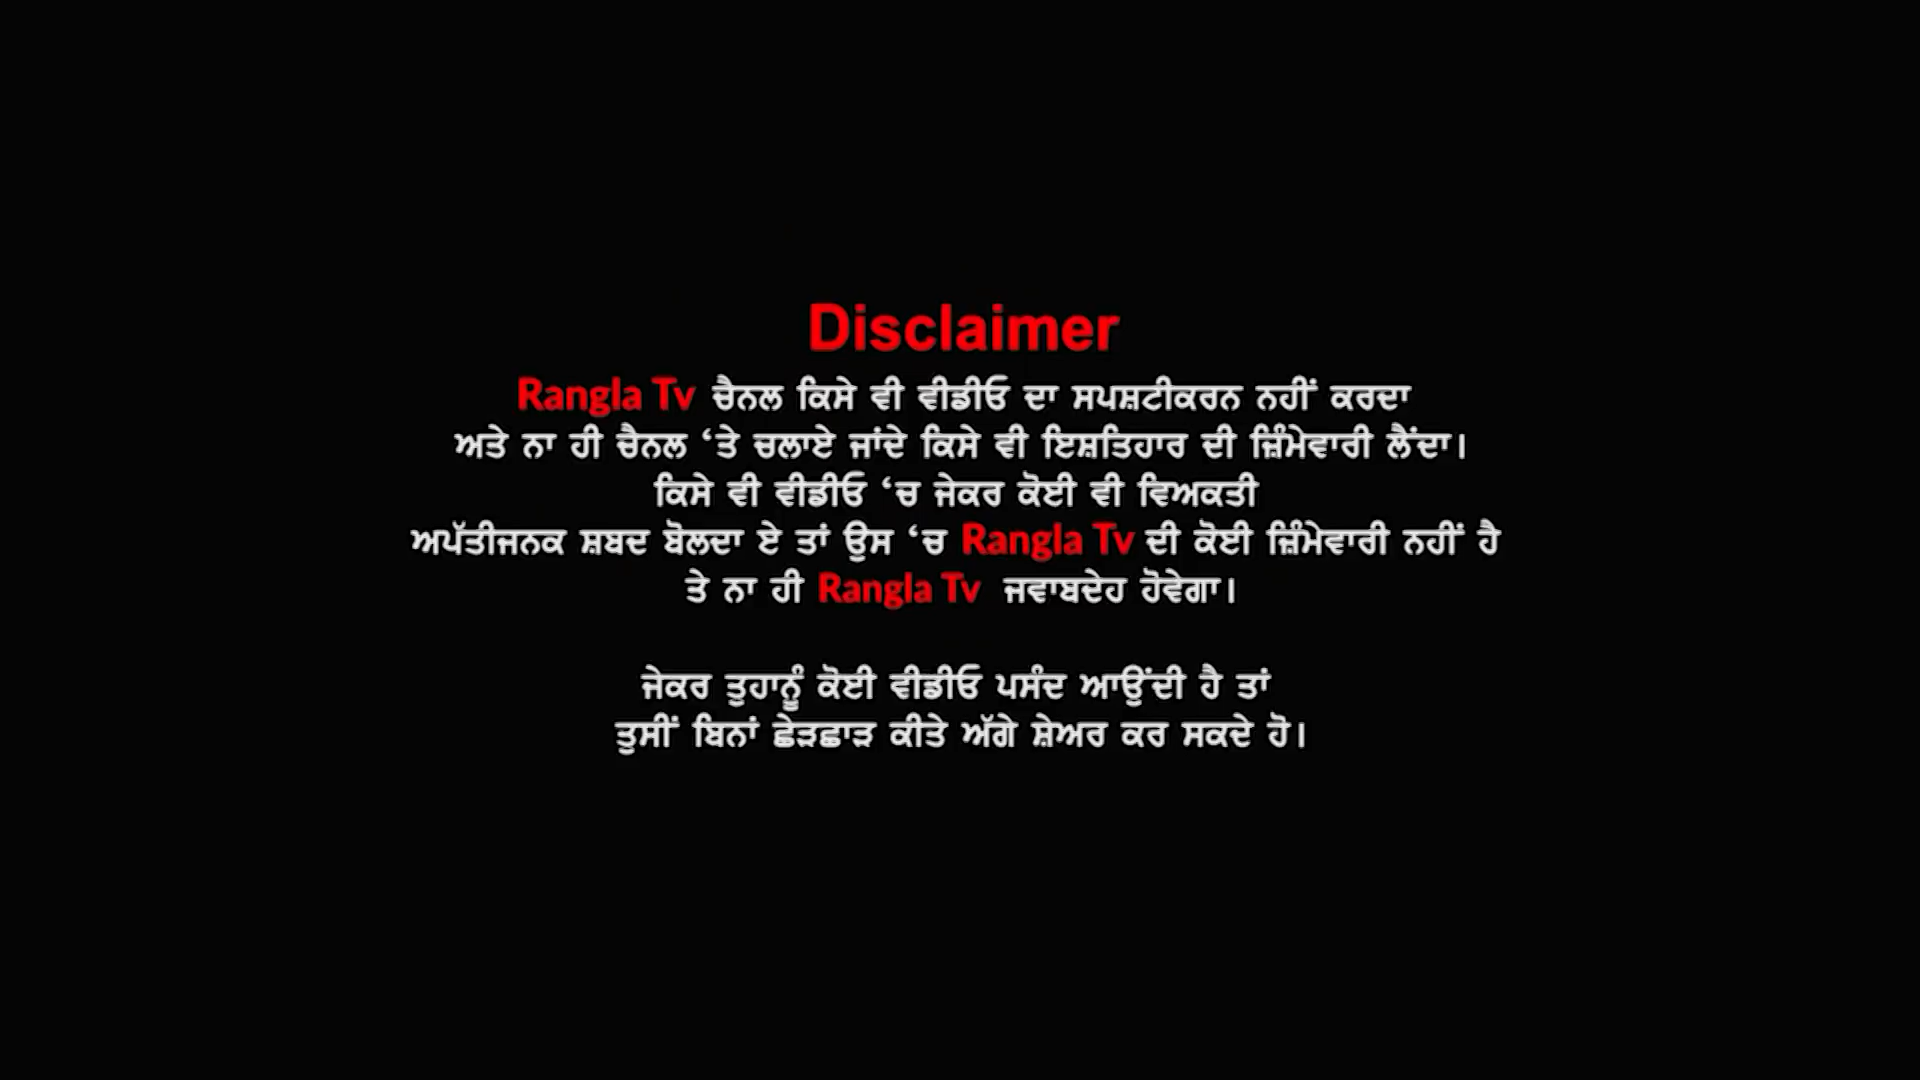 Disclaimer
Rangla Tv ਚੈਨਲ ਕਿਸੇ ਵੀ ਵੀਡੀਓ ਦਾ ਸਪਸ਼ਟੀਕਰਨ ਨਹੀਂ ਕਰਦਾ
ਅਤੇ ਨਾ ਹੀ ਚੈਨਲ ‘ਤੇ ਚਲਾਏ ਜਾਂਦੇ ਕਿਸੇ ਵੀ ਇਸ਼ਤਿਹਾਰ ਦੀ ਜ਼ਿੰਮੇਵਾਰੀ ਲੈਂਦਾ।
ਕਿਸੇ ਵੀ ਵੀਡੀਓ ‘ਚ ਜੇਕਰ ਕੋਈ ਵੀ ਵਿਅਕਤੀ
ਅਪੱਤੀਜਨਕ ਸ਼ਬਦ ਬੋਲਦਾ ਏ ਤਾਂ ਉਸ ‘ਚ Rangla Tv ਦੀ ਕੋਈ ਜ਼ਿੰਮੇਵਾਰੀ ਨਹੀਂ ਹੈ
ਤੇ ਨਾ ਹੀ Rangla Tv ਜਵਾਬਦੇਹ ਹੋਵੇਗਾ।
ਜੇਕਰ ਤੁਹਾਨੂੰ ਕੋਈ ਵੀਡੀਓ ਪਸੰਦ ਆਉਂਦੀ ਹੈ ਤਾਂ
ਤੁਸੀਂ ਬਿਨਾਂ ਛੇੜਛਾੜ ਕੀਤੇ ਅੱਗੇ ਸ਼ੇਅਰ ਕਰ ਸਕਦੇ ਹੋ।